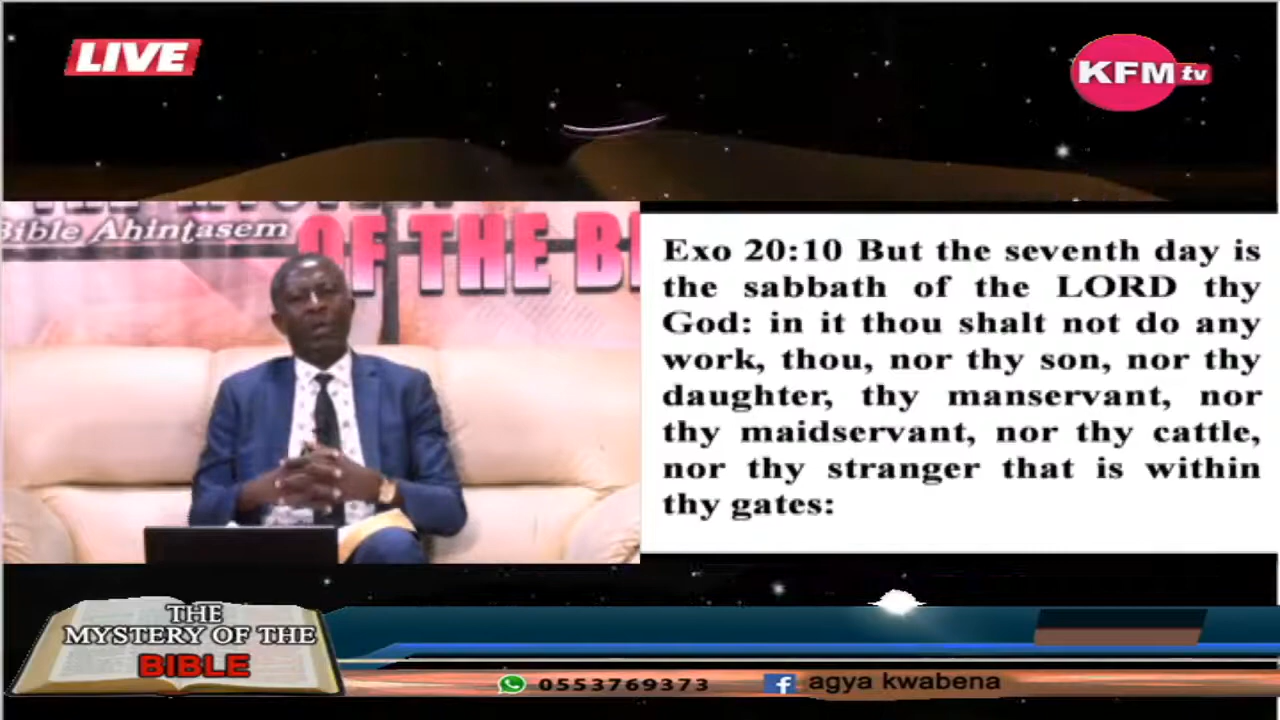 LIVE
KFM tv
Bible Ahintasem
OF THE B
Exo 20:10 But the seventh day is
the sabbath of the LORD thy
God: in it thou shalt not do any
work, thou, nor thy son, nor thy
daughter, thy manservant, nor
thy maidservant, nor thy cattle,
nor thy stranger that is within
thy gates:
THE
MYSTERY OF THE
BIBLE
0553769373
agya kwabena